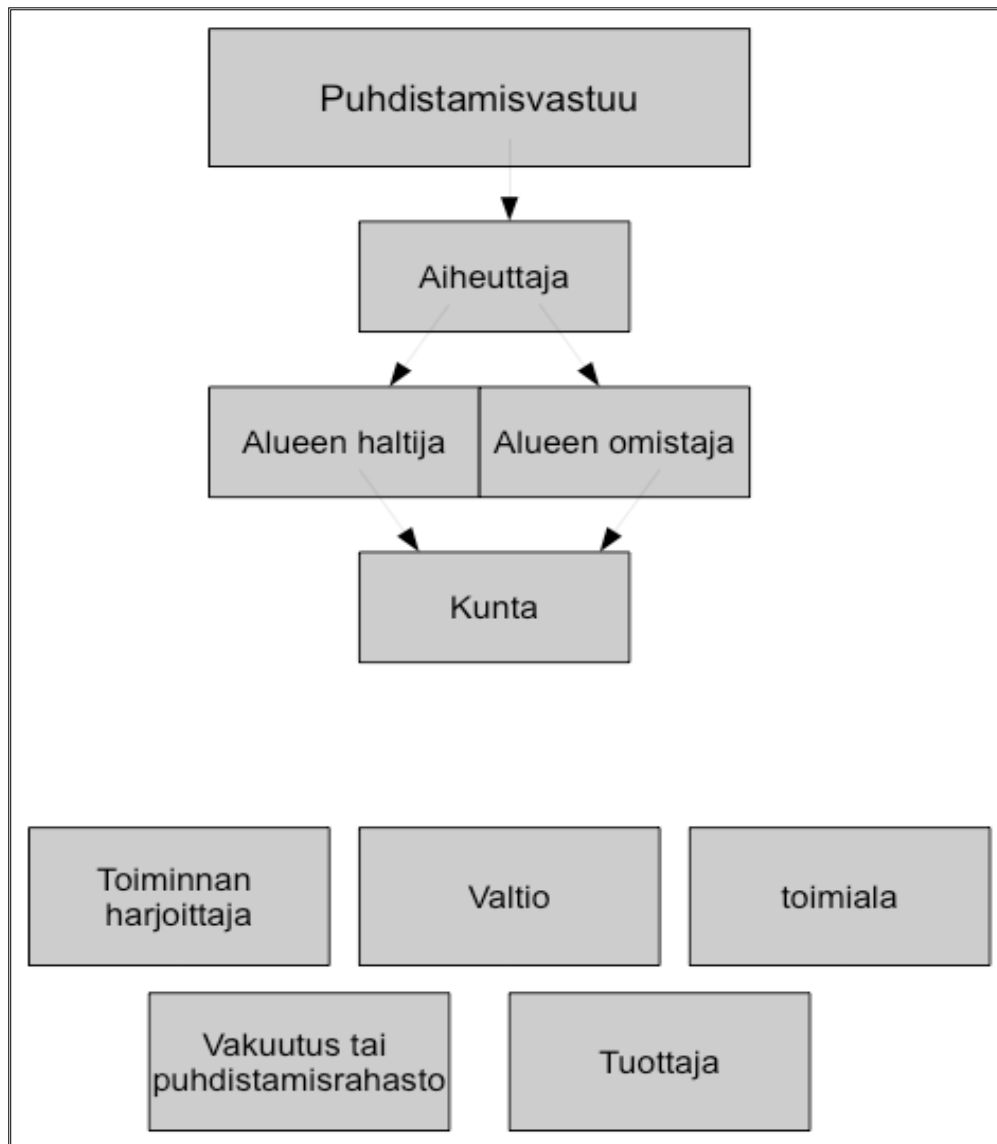 Puhdistamisvastuu
Aiheuttaja
Alueen haltija
Alueen omistaja
Kunta
Toiminnan
harjoittaja
Valtio
toimiala
Vakuutus tai
puhdistamisrahasto
Tuottaja